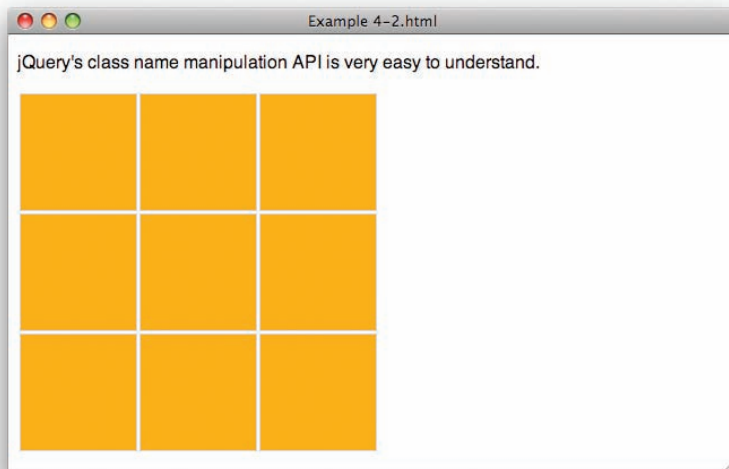 Example 4-2.html
jQuery's class name manipulation API is very easy to understand.